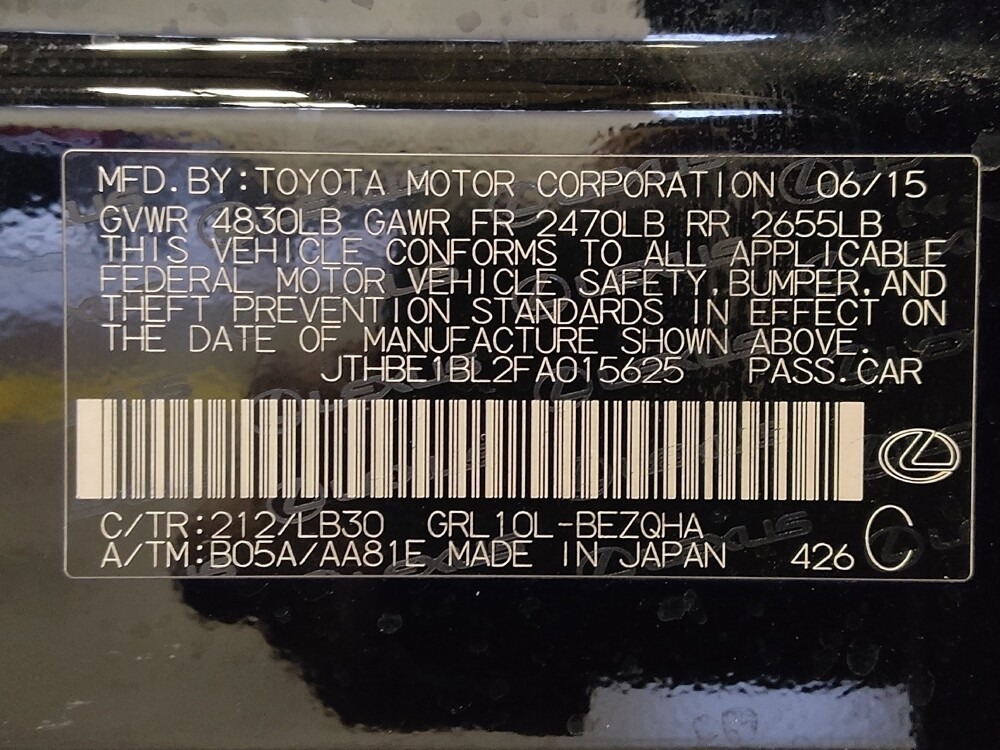 MFD.BY:TOYOTA MOTOR CORPORATION 06/15
GVWR 4830LB GAWR FR 2470LB RR 2655LB
THIS VEHICLE CONFORMS TO ALL APPLICABLE
FEDERAL MOTOR VEHICLE SAFETY,BUMPER,AND
THEFT PREVENTION STANDARDS IN EFFECT ON
THE DATE OF MANUFACTURE SHOWN ABOVE.
JTHBE1BL2FA015625 PASS.CAR
C/TR:212/LB30 GRL10L-BEZQHA
A/TM:B05A/AA81E MADE IN JAPAN 426 C